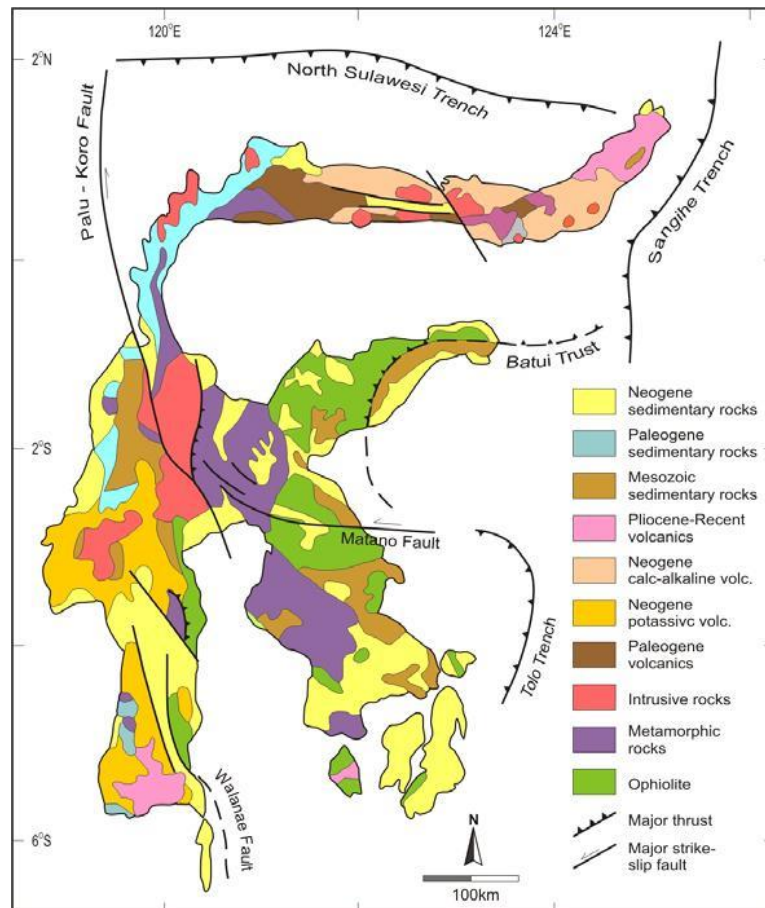 120°E
124°E
2°N
North Sulawesi Trench
Palu - Koro Fault
Sangihe Trench
Batui Trust
2°S
Matano Fault
Tolo Trench
Walanae Fault
6°S
N
100km
Neogene
sedimentary rocks
Paleogene
sedimentary rocks
Mesozoic
sedimentary rocks
Pliocene-Recent
volcanics
Neogene
calc-alkaline volc.
Neogene
potassivc volc.
Paleogene
volcanics
Intrusive rocks
Metamorphic
rocks
Ophiolite
Major thrust
Major strike-
slip fault